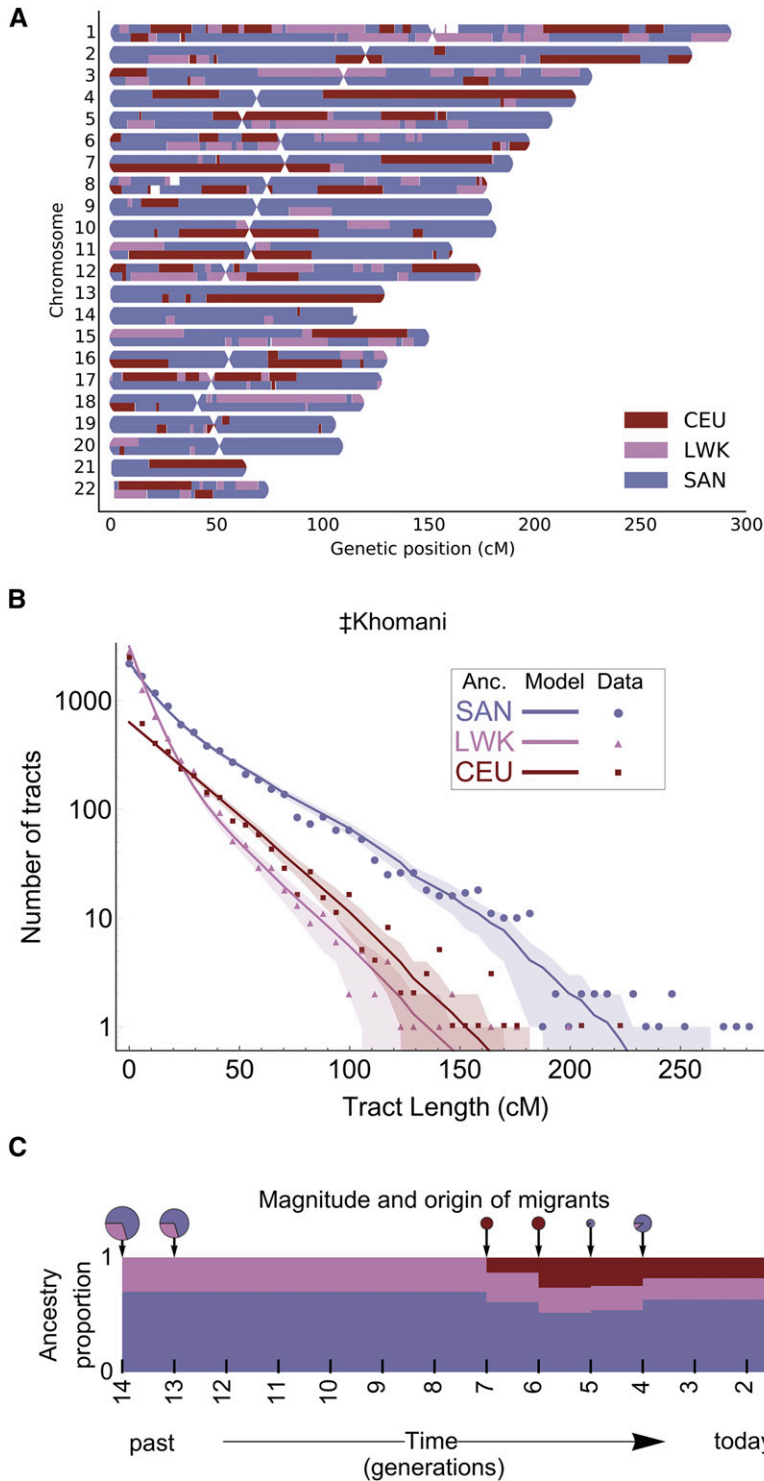 A
Chromosome
1
2
3
4
5
6
7
8
9
10
11
12
13
14
15
16
17
18
19
20
21
22
CEU
LWK
SAN
0 50 100 150 200 250 300
Genetic position (cM)
B
‡Khomani
Number of tracts
1000
100
10
1
Anc. Model Data
SAN
LWK
CEU
0 50 100 150 200 250
Tract Length (cM)
C
Magnitude and origin of migrants
Ancestry
proportion
1
0
14 13 12 11 10 9 8 7 6 5 4 3 2
past Time today
(generations)